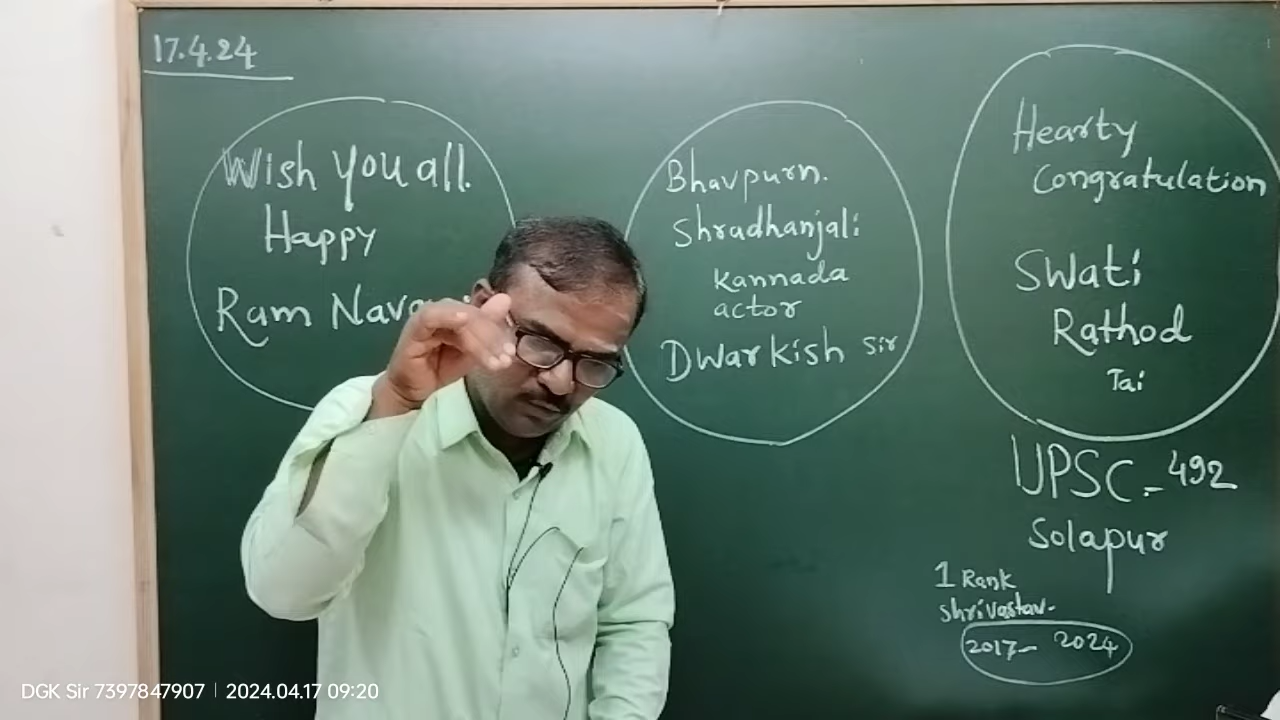 17.4.24
Wish you all.
Happy
Ram
Bhavpurn.
Shradhanjali
Kannada
actor
Dwarkish Sir
Hearty
Congratulation
Swati
Rathod
Tai
UPSC - 492
Solapur
1 Rank
Shrivastav-
2017- 2024
DGK Sir 7397847907 | 2024.04.17 09:20